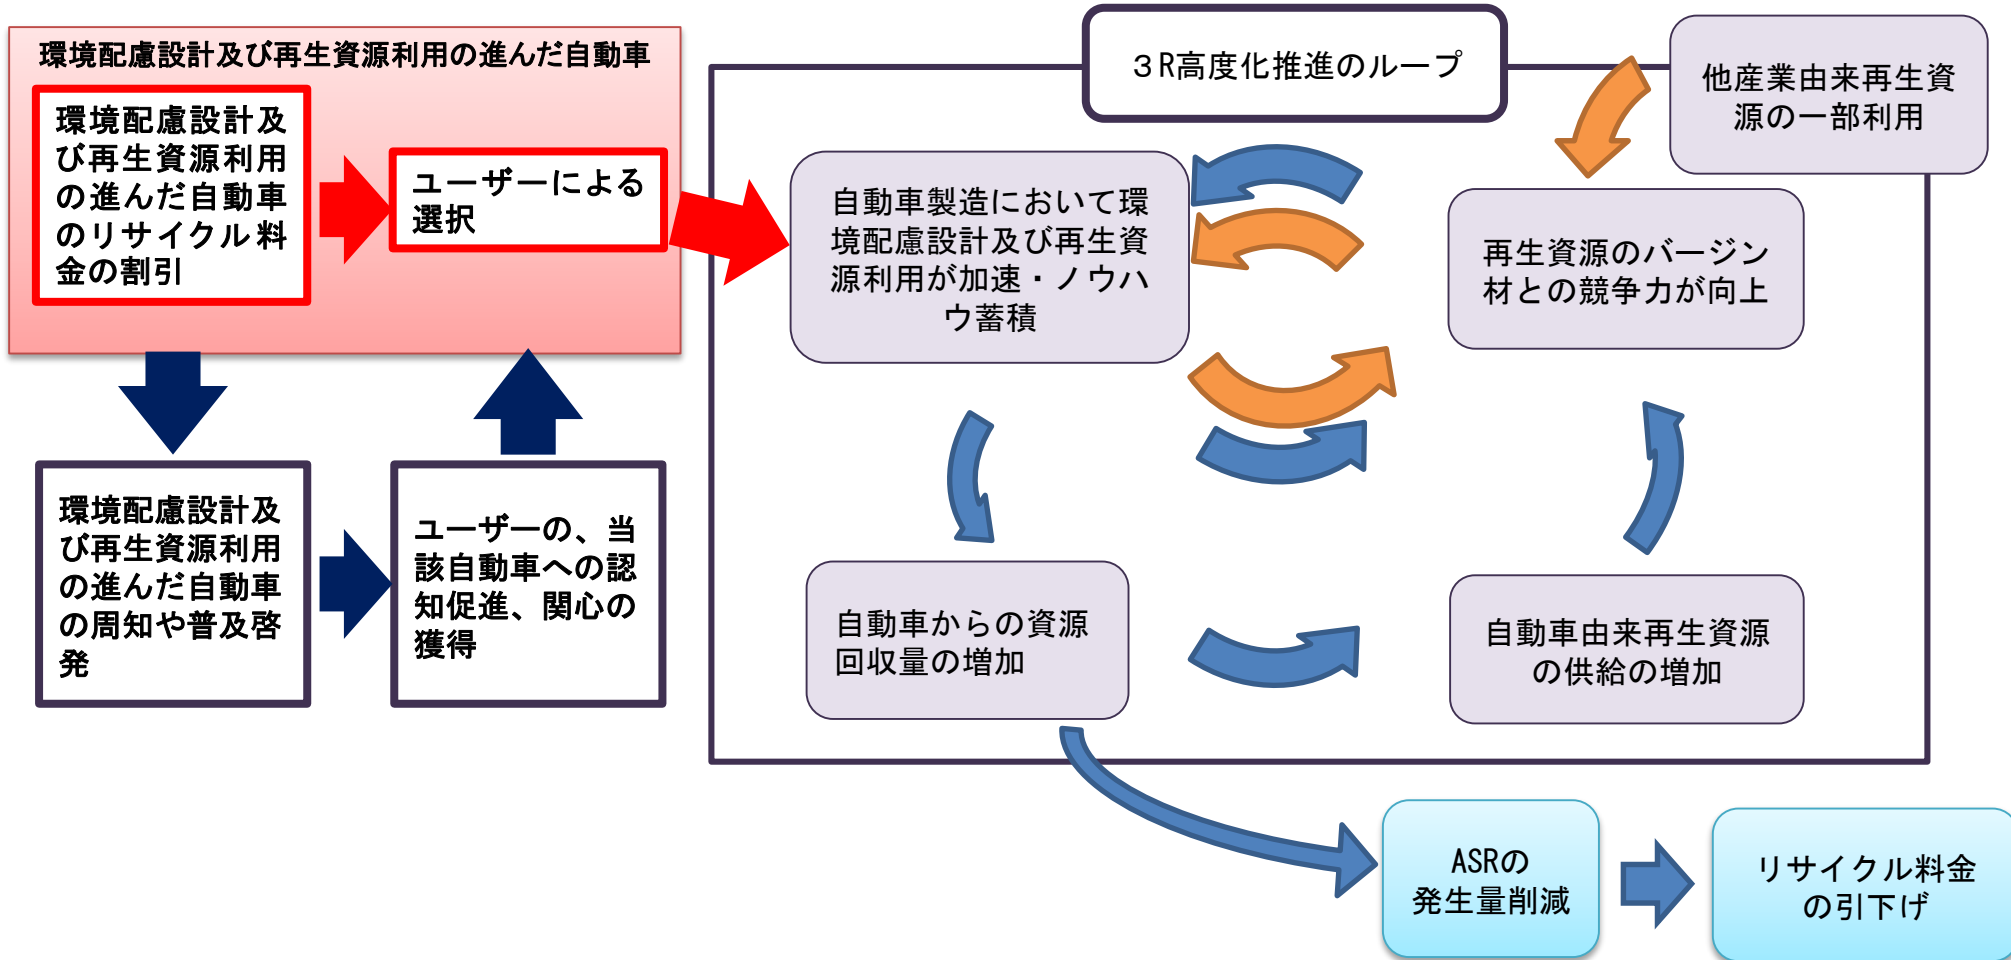 環境配慮設計及び再生資源利用の進んだ自動車
環境配慮設計及
び再生資源利用
の進んだ自動車
のリサイクル料
金の割引
ユーザーによる
選択
環境配慮設計及
び再生資源利用
の進んだ自動車
の周知や普及啓
発
ユーザーの、当
該自動車への認
知促進、関心の
獲得
３R高度化推進のループ
他産業由来再生資
源の一部利用
自動車製造において環
境配慮設計及び再生資
源利用が加速・ノウハ
ウ蓄積
再生資源のバージン
材との競争力が向上
自動車からの資源
回収量の増加
自動車由来再生資源
の供給の増加
ASRの
発生量削減
リサイクル料金
の引下げ